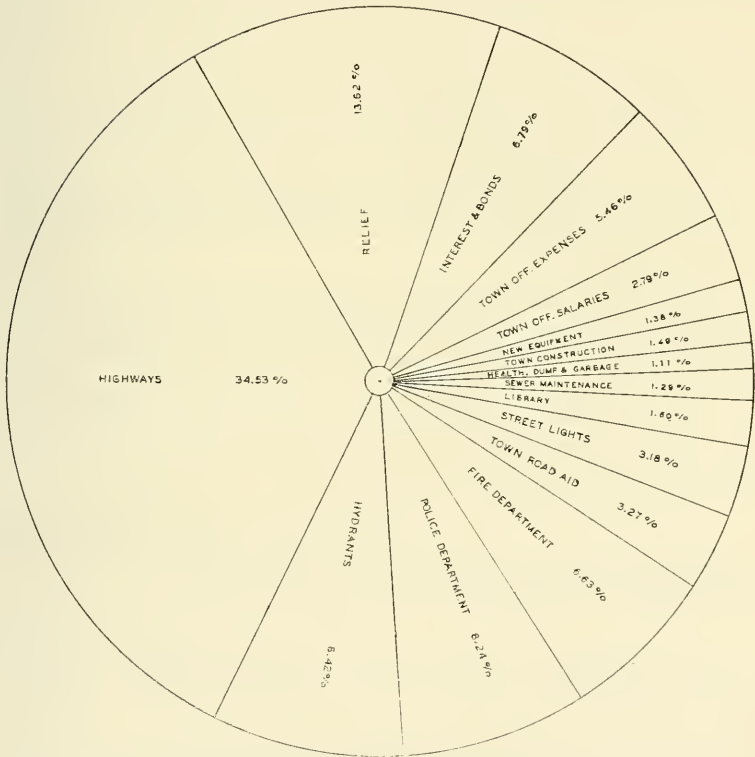 HIGHWAYS 34.53 %
RELIEF 13.62 %
INTEREST & BONDS 6.79 %
TOWN OFF. EXPENSES 5.46 %
TOWN OFF. SALARIES 2.79 %
NEW EQUIPMENT 1.38 %
TOWN CONSTRUCTION 1.49 %
HEALTH, DUMP & GARBAGE 1.11 %
SEWER MAINTENANCE 1.29 %
LIBRARY 1.60 %
STREET LIGHTS 3.18 %
TOWN ROAD AID 3.27 %
FIRE DEPARTMENT 6.63 %
POLICE DEPARTMENT 8.24 %
HYDRANTS 8.42 %